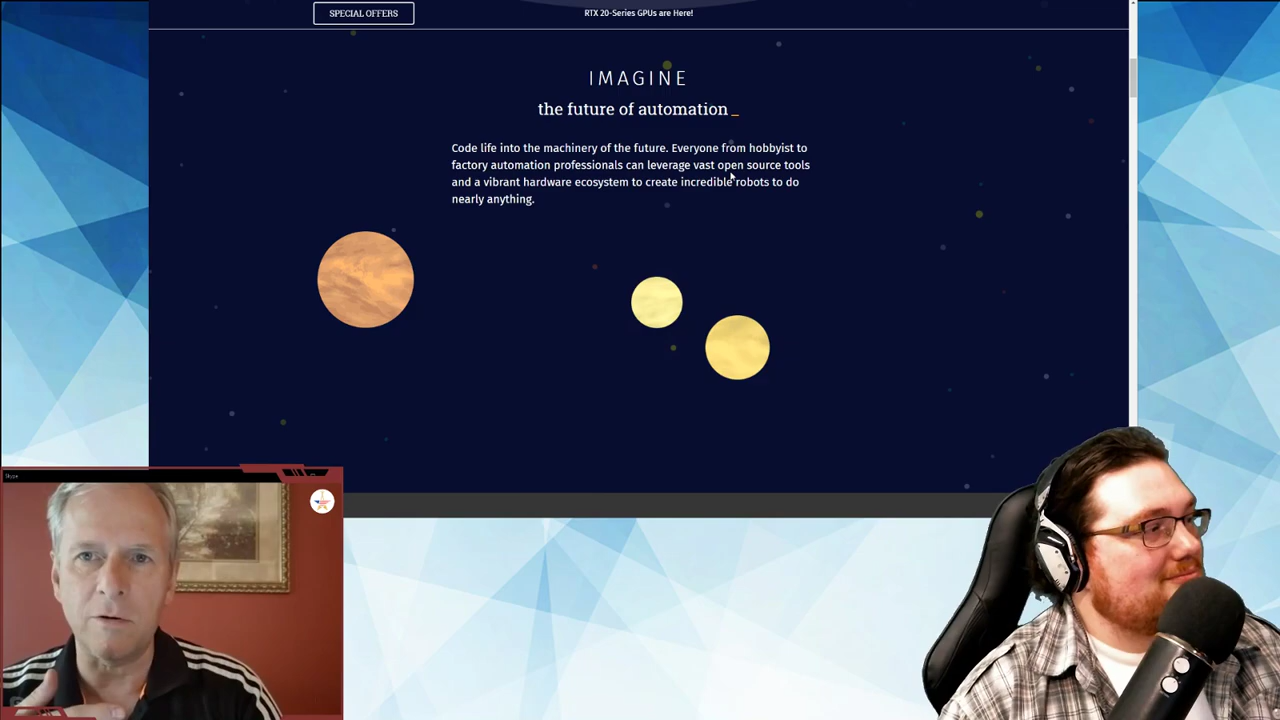 SPECIAL OFFERS
RTX 20-Series GPUs are Here!
IMAGINE
the future of automation _
Code life into the machinery of the future. Everyone from hobbyist to
factory automation professionals can leverage vast open source tools
and a vibrant hardware ecosystem to create incredible robots to do
nearly anything.
Skype